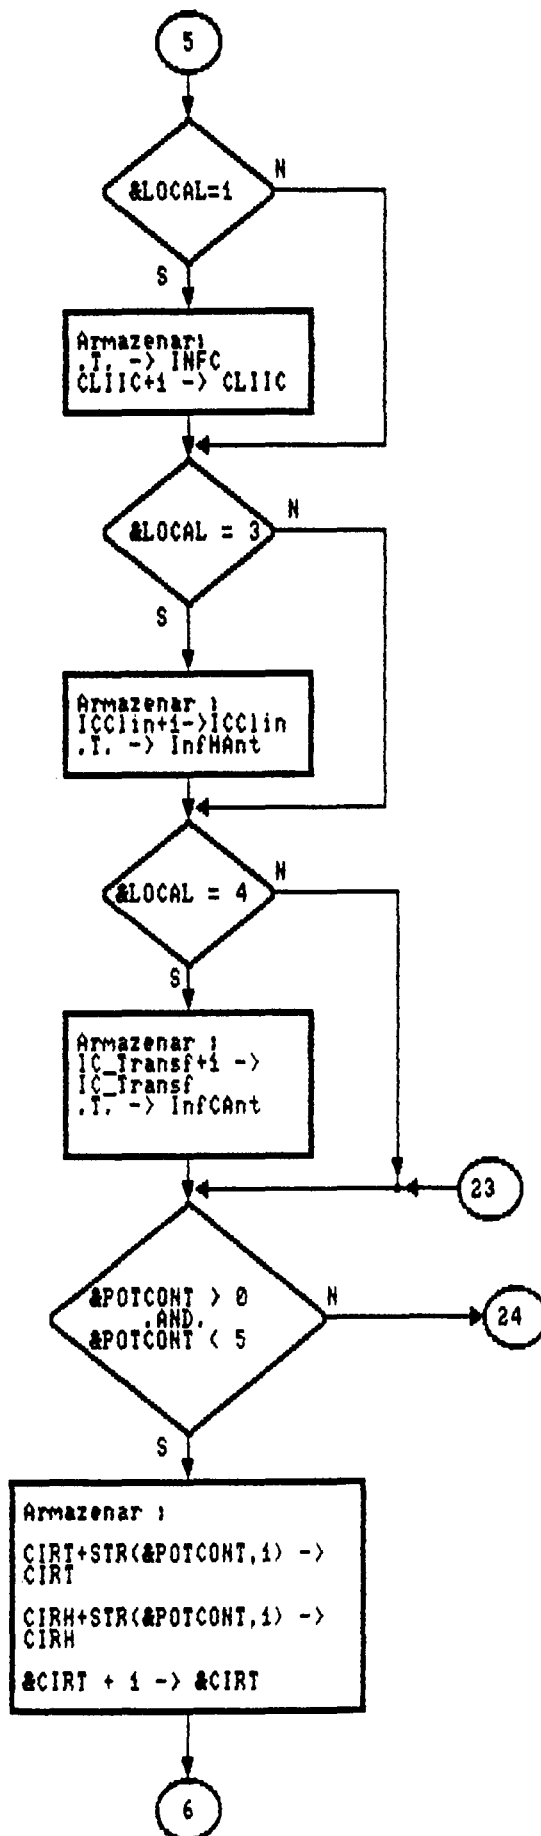 5
&LOCAL=1
N
S
Armazenar:
.T. -> INFC
CLIIC+1 -> CLIIC
&LOCAL = 3
N
S
Armazenar :
ICClin+1->ICClin
.T. -> InfHAnt
&LOCAL = 4
N
S
Armazenar :
IC_Transf+1 ->
IC_Transf
.T. -> InfCAnt
23
&POTCONT > 0
.AND.
&POTCONT < 5
N
24
S
Armazenar :
CIRT+STR(&POTCONT,1) ->
CIRT
CIRH+STR(&POTCONT,1) ->
CIRH
&CIRT + 1 -> &CIRT
6